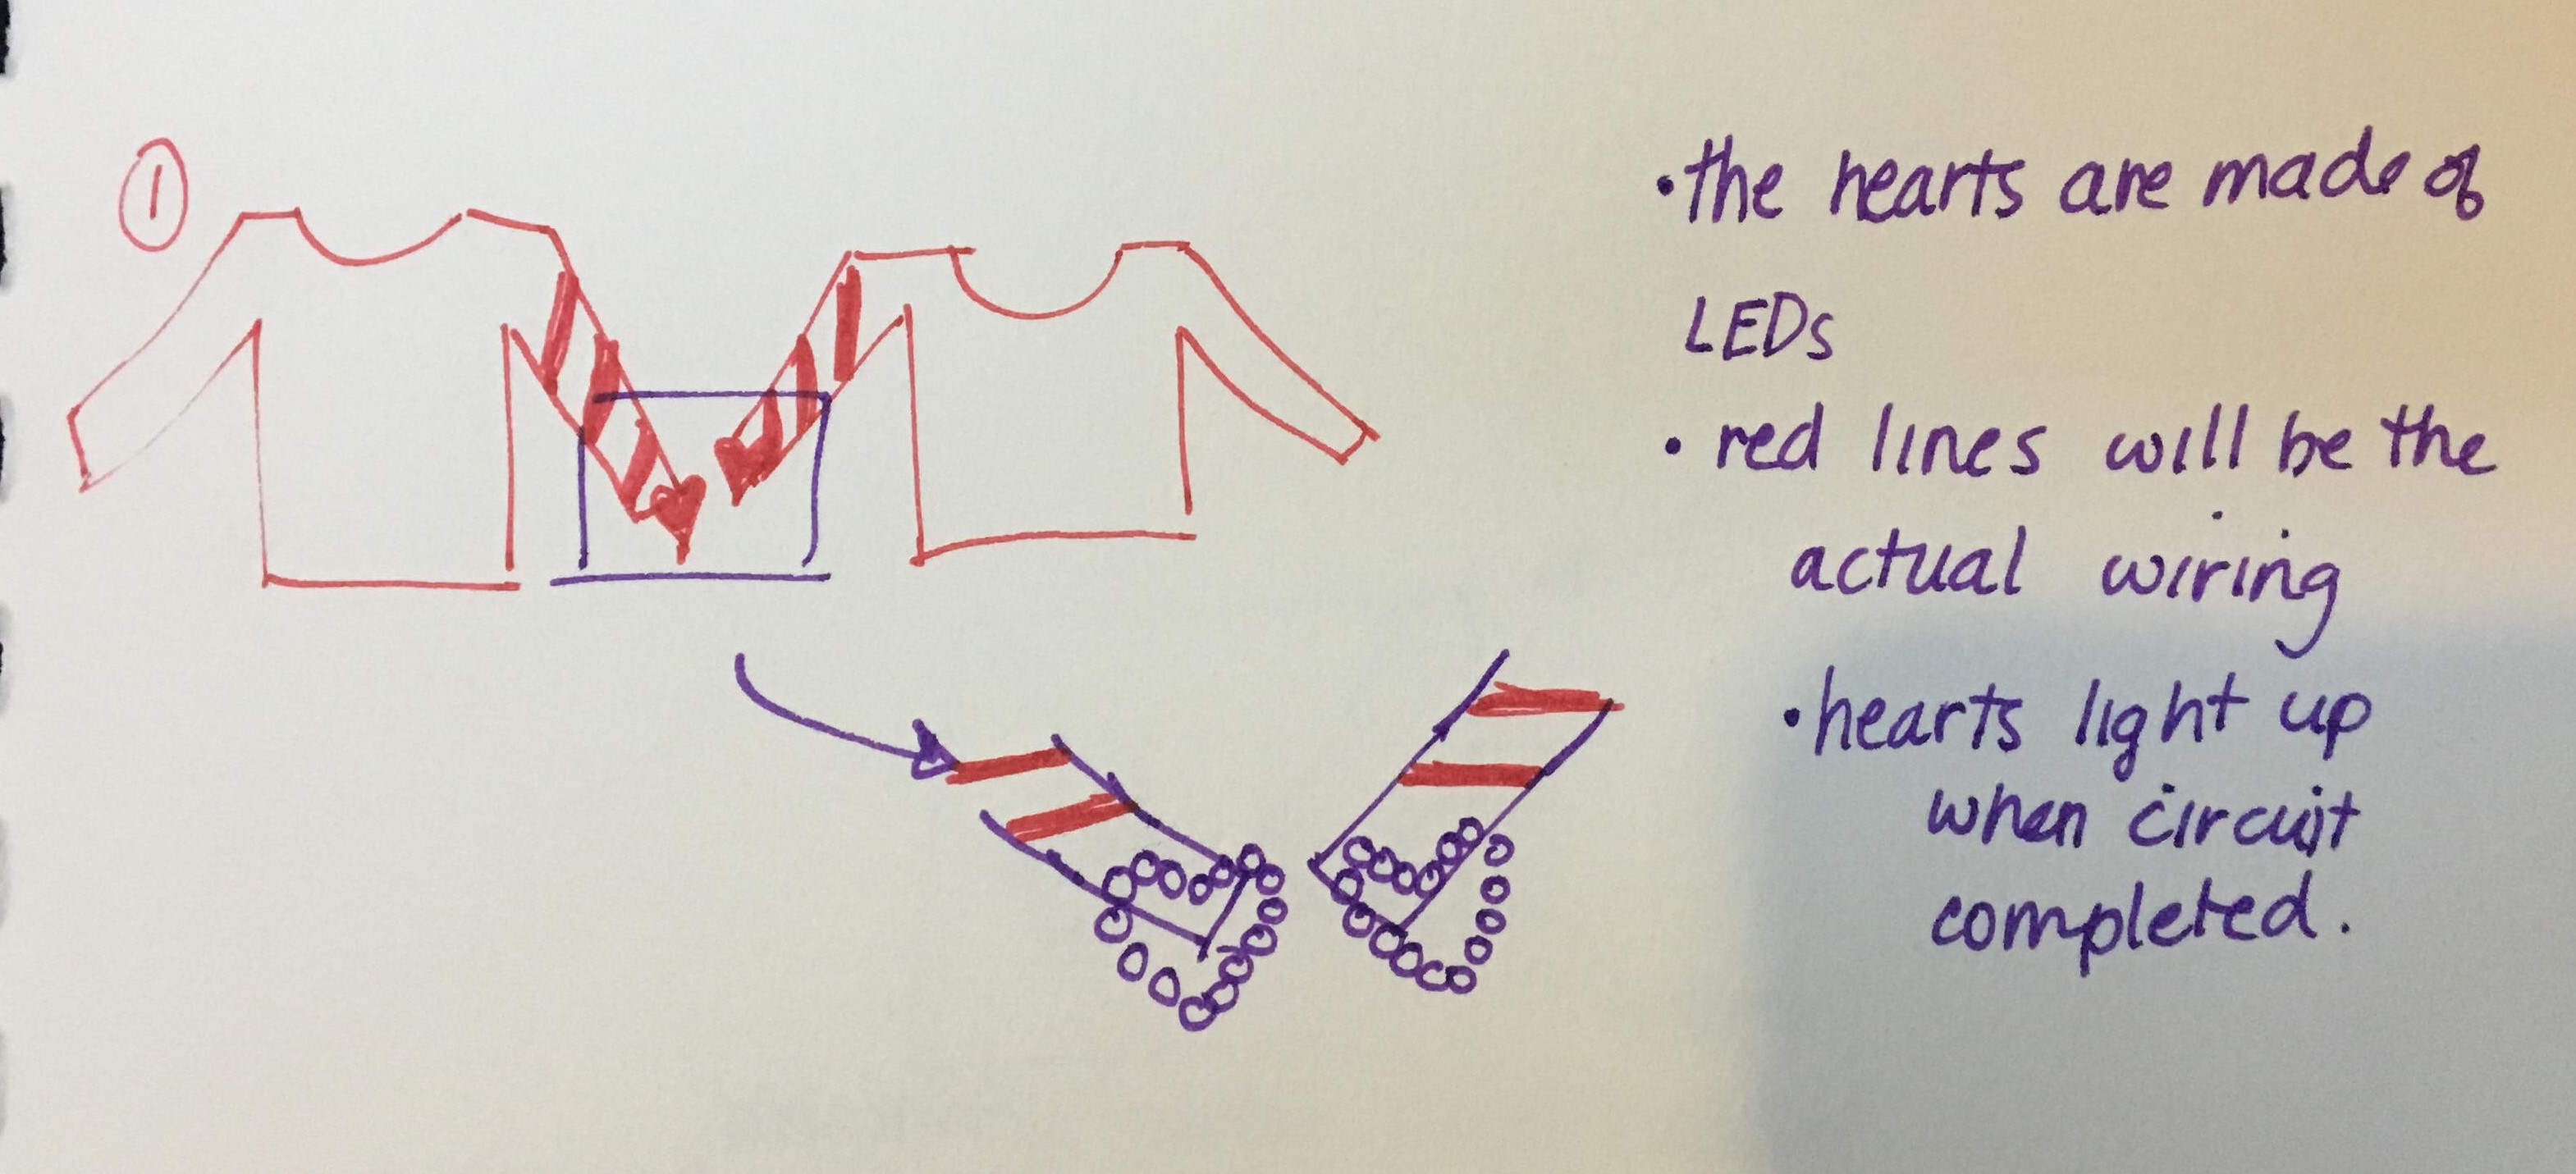 ①
• the hearts are made of
LEDs
• red lines will be the
actual wiring
• hearts light up
when circuit
completed.